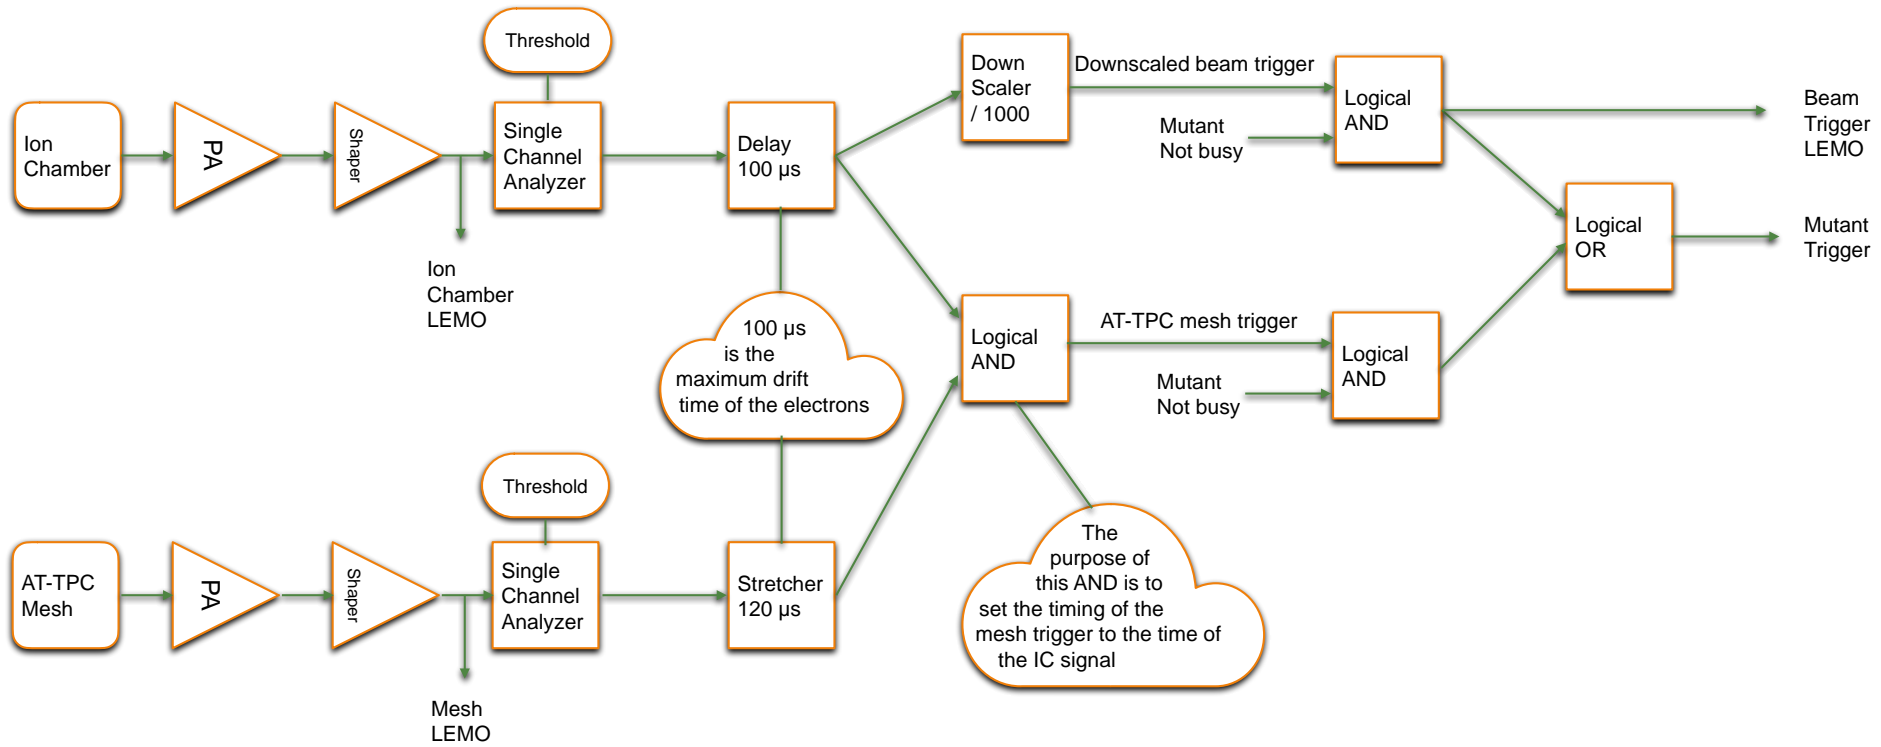 Threshold
Ion
Chamber
PA
Shaper
Single
Channel
Analyzer
Delay
100 µs
Down
Scaler
/ 1000
Downscaled beam trigger
Mutant
Not busy
Logical
AND
Beam
Trigger
LEMO
Ion
Chamber
LEMO
Logical
OR
Mutant
Trigger
100 µs
is the
maximum drift
time of the electrons
Logical
AND
AT-TPC mesh trigger
Mutant
Not busy
Logical
AND
Threshold
AT-TPC
Mesh
PA
Shaper
Single
Channel
Analyzer
Stretcher
120 µs
The
purpose of
this AND is to
set the timing of the
mesh trigger to the time of
the IC signal
Mesh
LEMO